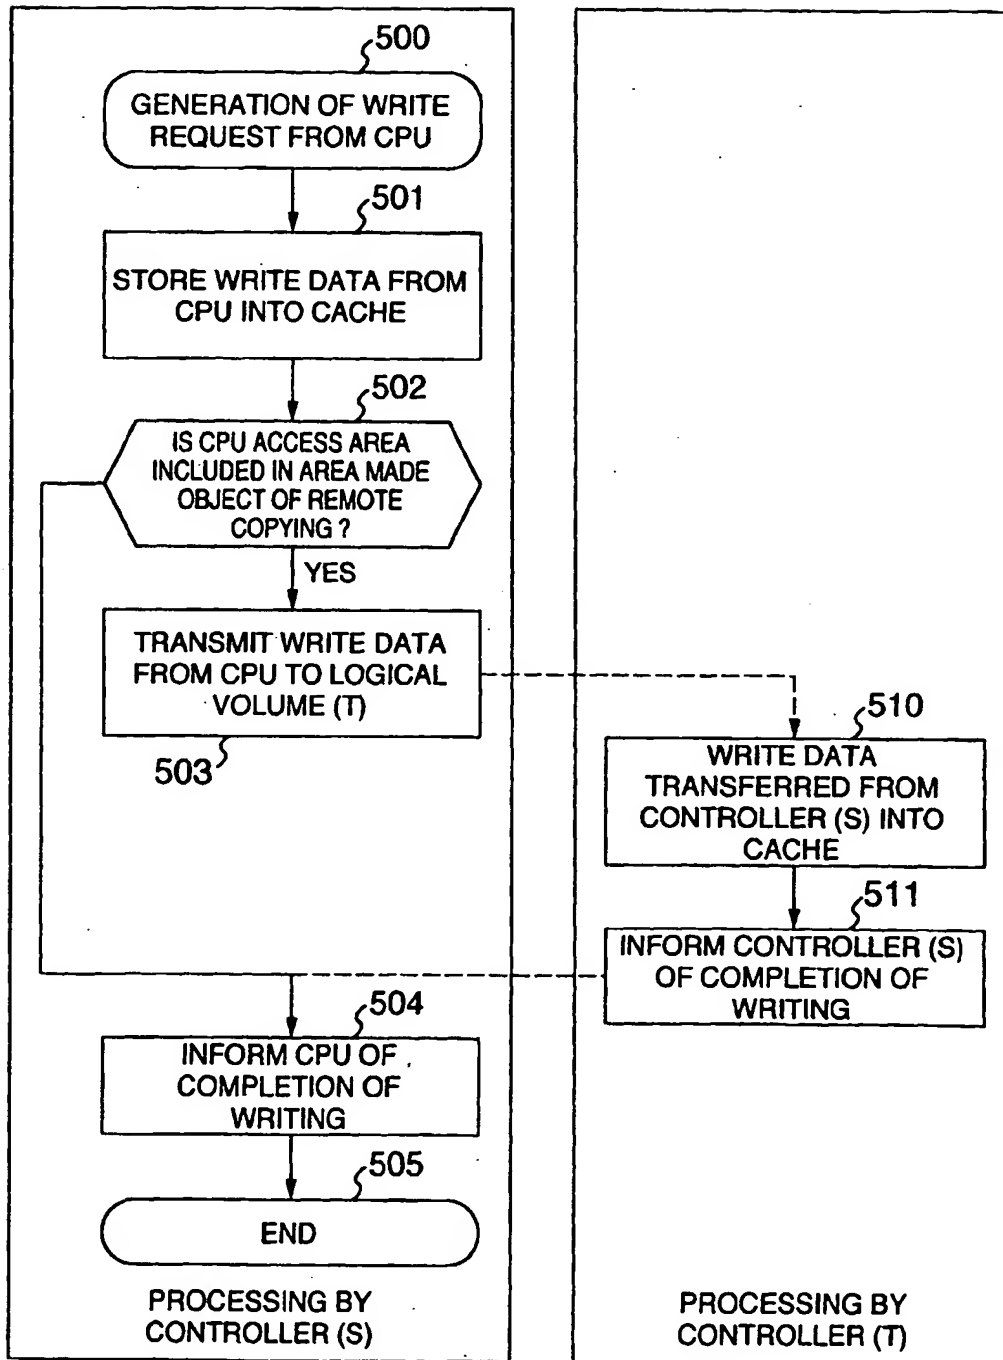 500
GENERATION OF WRITE
REQUEST FROM CPU
501
STORE WRITE DATA FROM
CPU INTO CACHE
502
IS CPU ACCESS AREA
INCLUDED IN AREA MADE
OBJECT OF REMOTE
COPYING ?
YES
TRANSMIT WRITE DATA
FROM CPU TO LOGICAL
VOLUME (T)
503
510
WRITE DATA
TRANSFERRED FROM
CONTROLLER (S) INTO
CACHE
511
INFORM CONTROLLER (S)
OF COMPLETION OF
WRITING
504
INFORM CPU OF
COMPLETION OF
WRITING
505
END
PROCESSING BY
CONTROLLER (S)
PROCESSING BY
CONTROLLER (T)